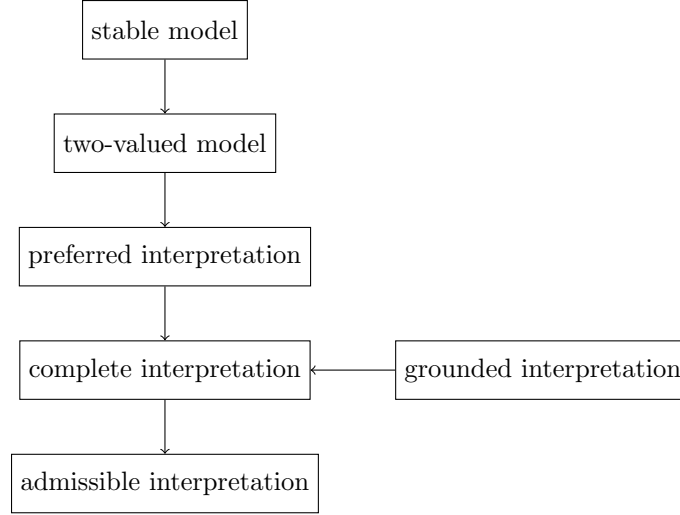 stable model
two-valued model
preferred interpretation
complete interpretation
grounded interpretation
admissible interpretation